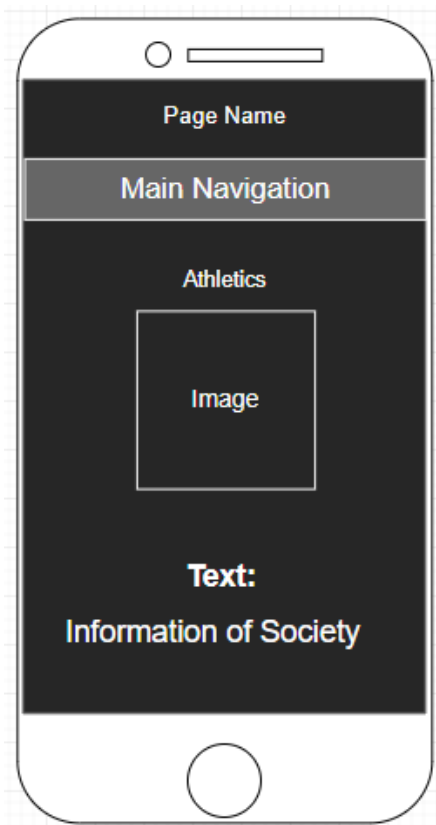 Page Name
Main Navigation
Athletics
Image
Text:
Information of Society